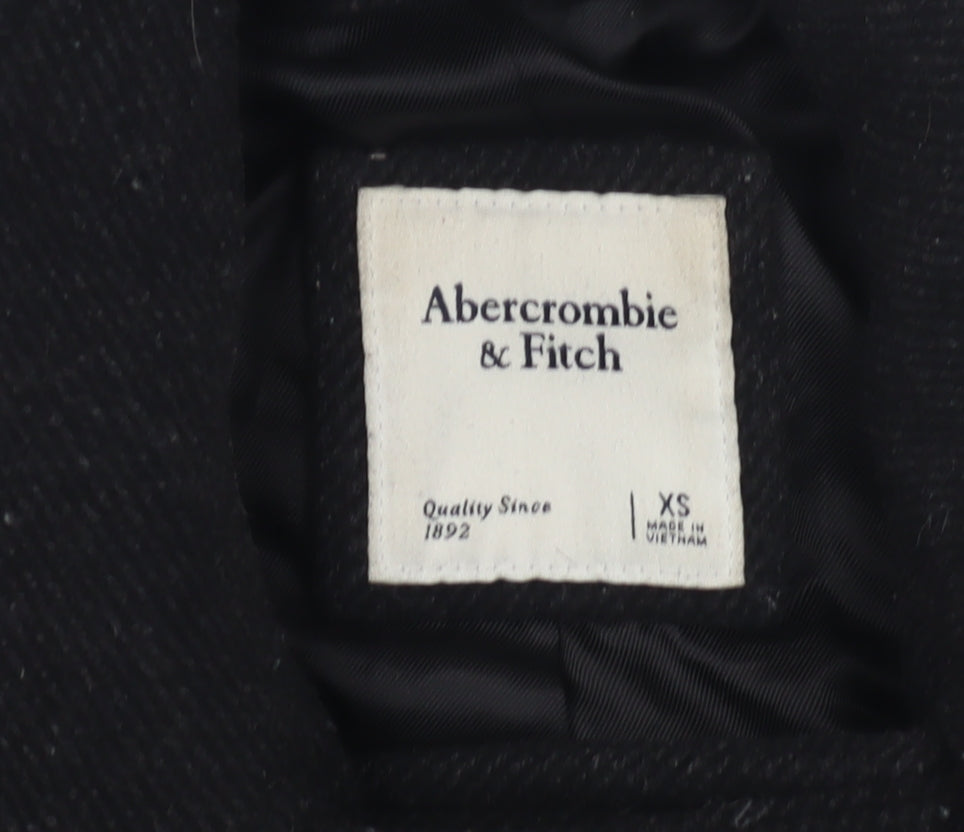 Abercrombie
& Fitch
Quality Since
1892
XS
MADE IN
VIETNAM